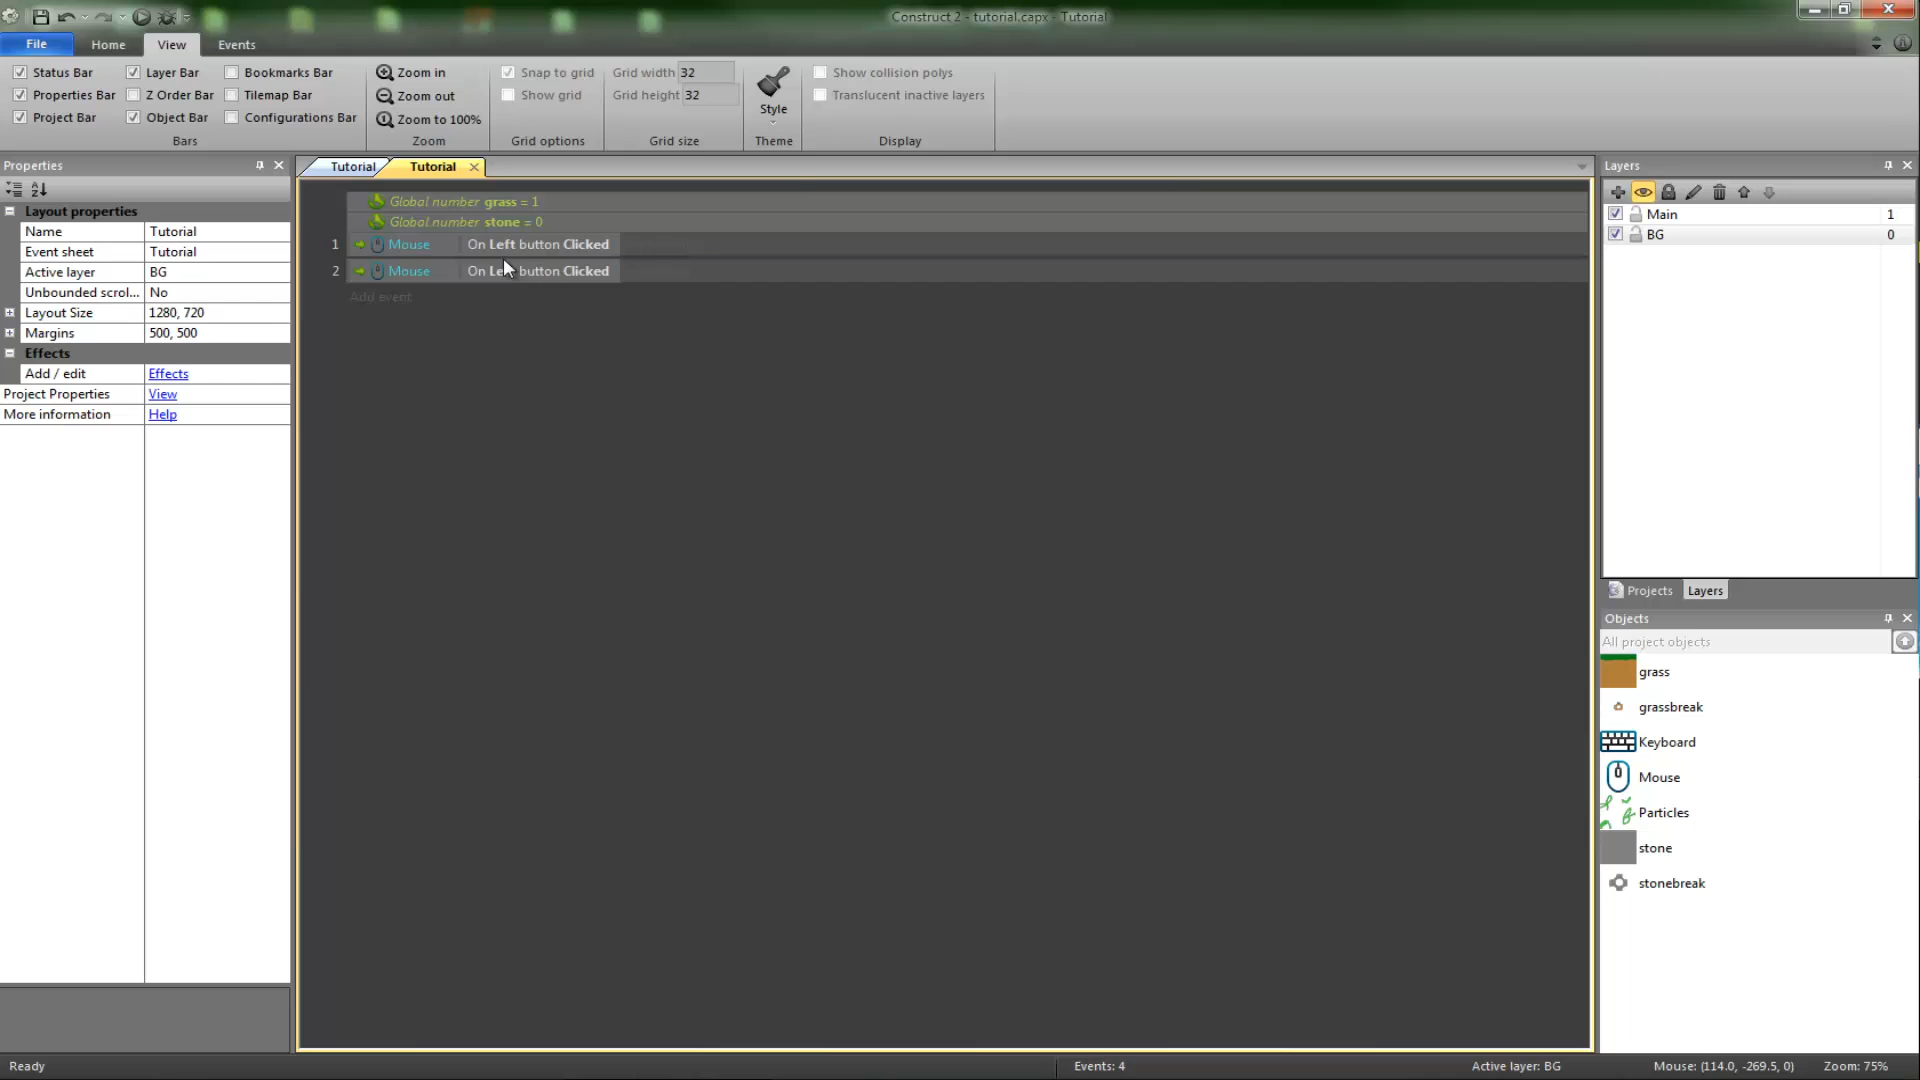 Construct 2 - tutorial.capx - Tutorial
File Home View Events
Status Bar Layer Bar Bookmarks Bar
Properties Bar Z Order Bar Tilemap Bar
Project Bar Object Bar Configurations Bar
Bars
Zoom in
Zoom out
Zoom to 100%
Zoom
Snap to grid
Show grid
Grid options
Grid width 32
Grid height 32
Grid size
Style
Theme
Show collision polys
Translucent inactive layers
Display
Properties
Layout properties
Name Tutorial
Event sheet Tutorial
Active layer BG
Unbounded scrol... No
Layout Size 1280, 720
Margins 500, 500
Effects
Add / edit Effects
Project Properties View
More information Help
Tutorial Tutorial
Global number grass = 1
Global number stone = 0
1 Mouse On Left button Clicked
2 Mouse On Left button Clicked
Add event
Layers
Main 1
BG 0
Projects Layers
Objects
All project objects
grass
grassbreak
Keyboard
Mouse
Particles
stone
stonebreak
Ready Events: 4 Active layer: BG Mouse: (114.0, -269.5, 0) Zoom: 75%